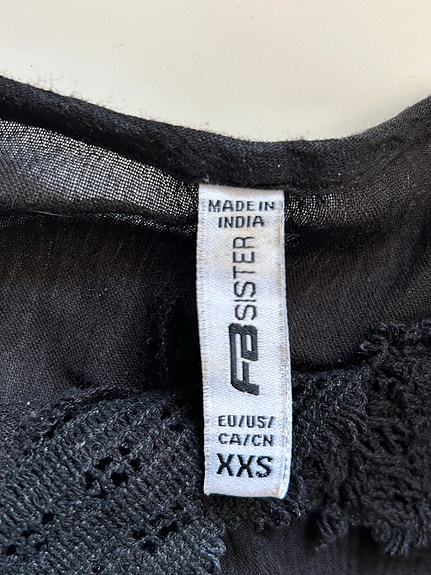 MADE IN
INDIA
FB SISTER
EU/US/
CA/CN
XXS